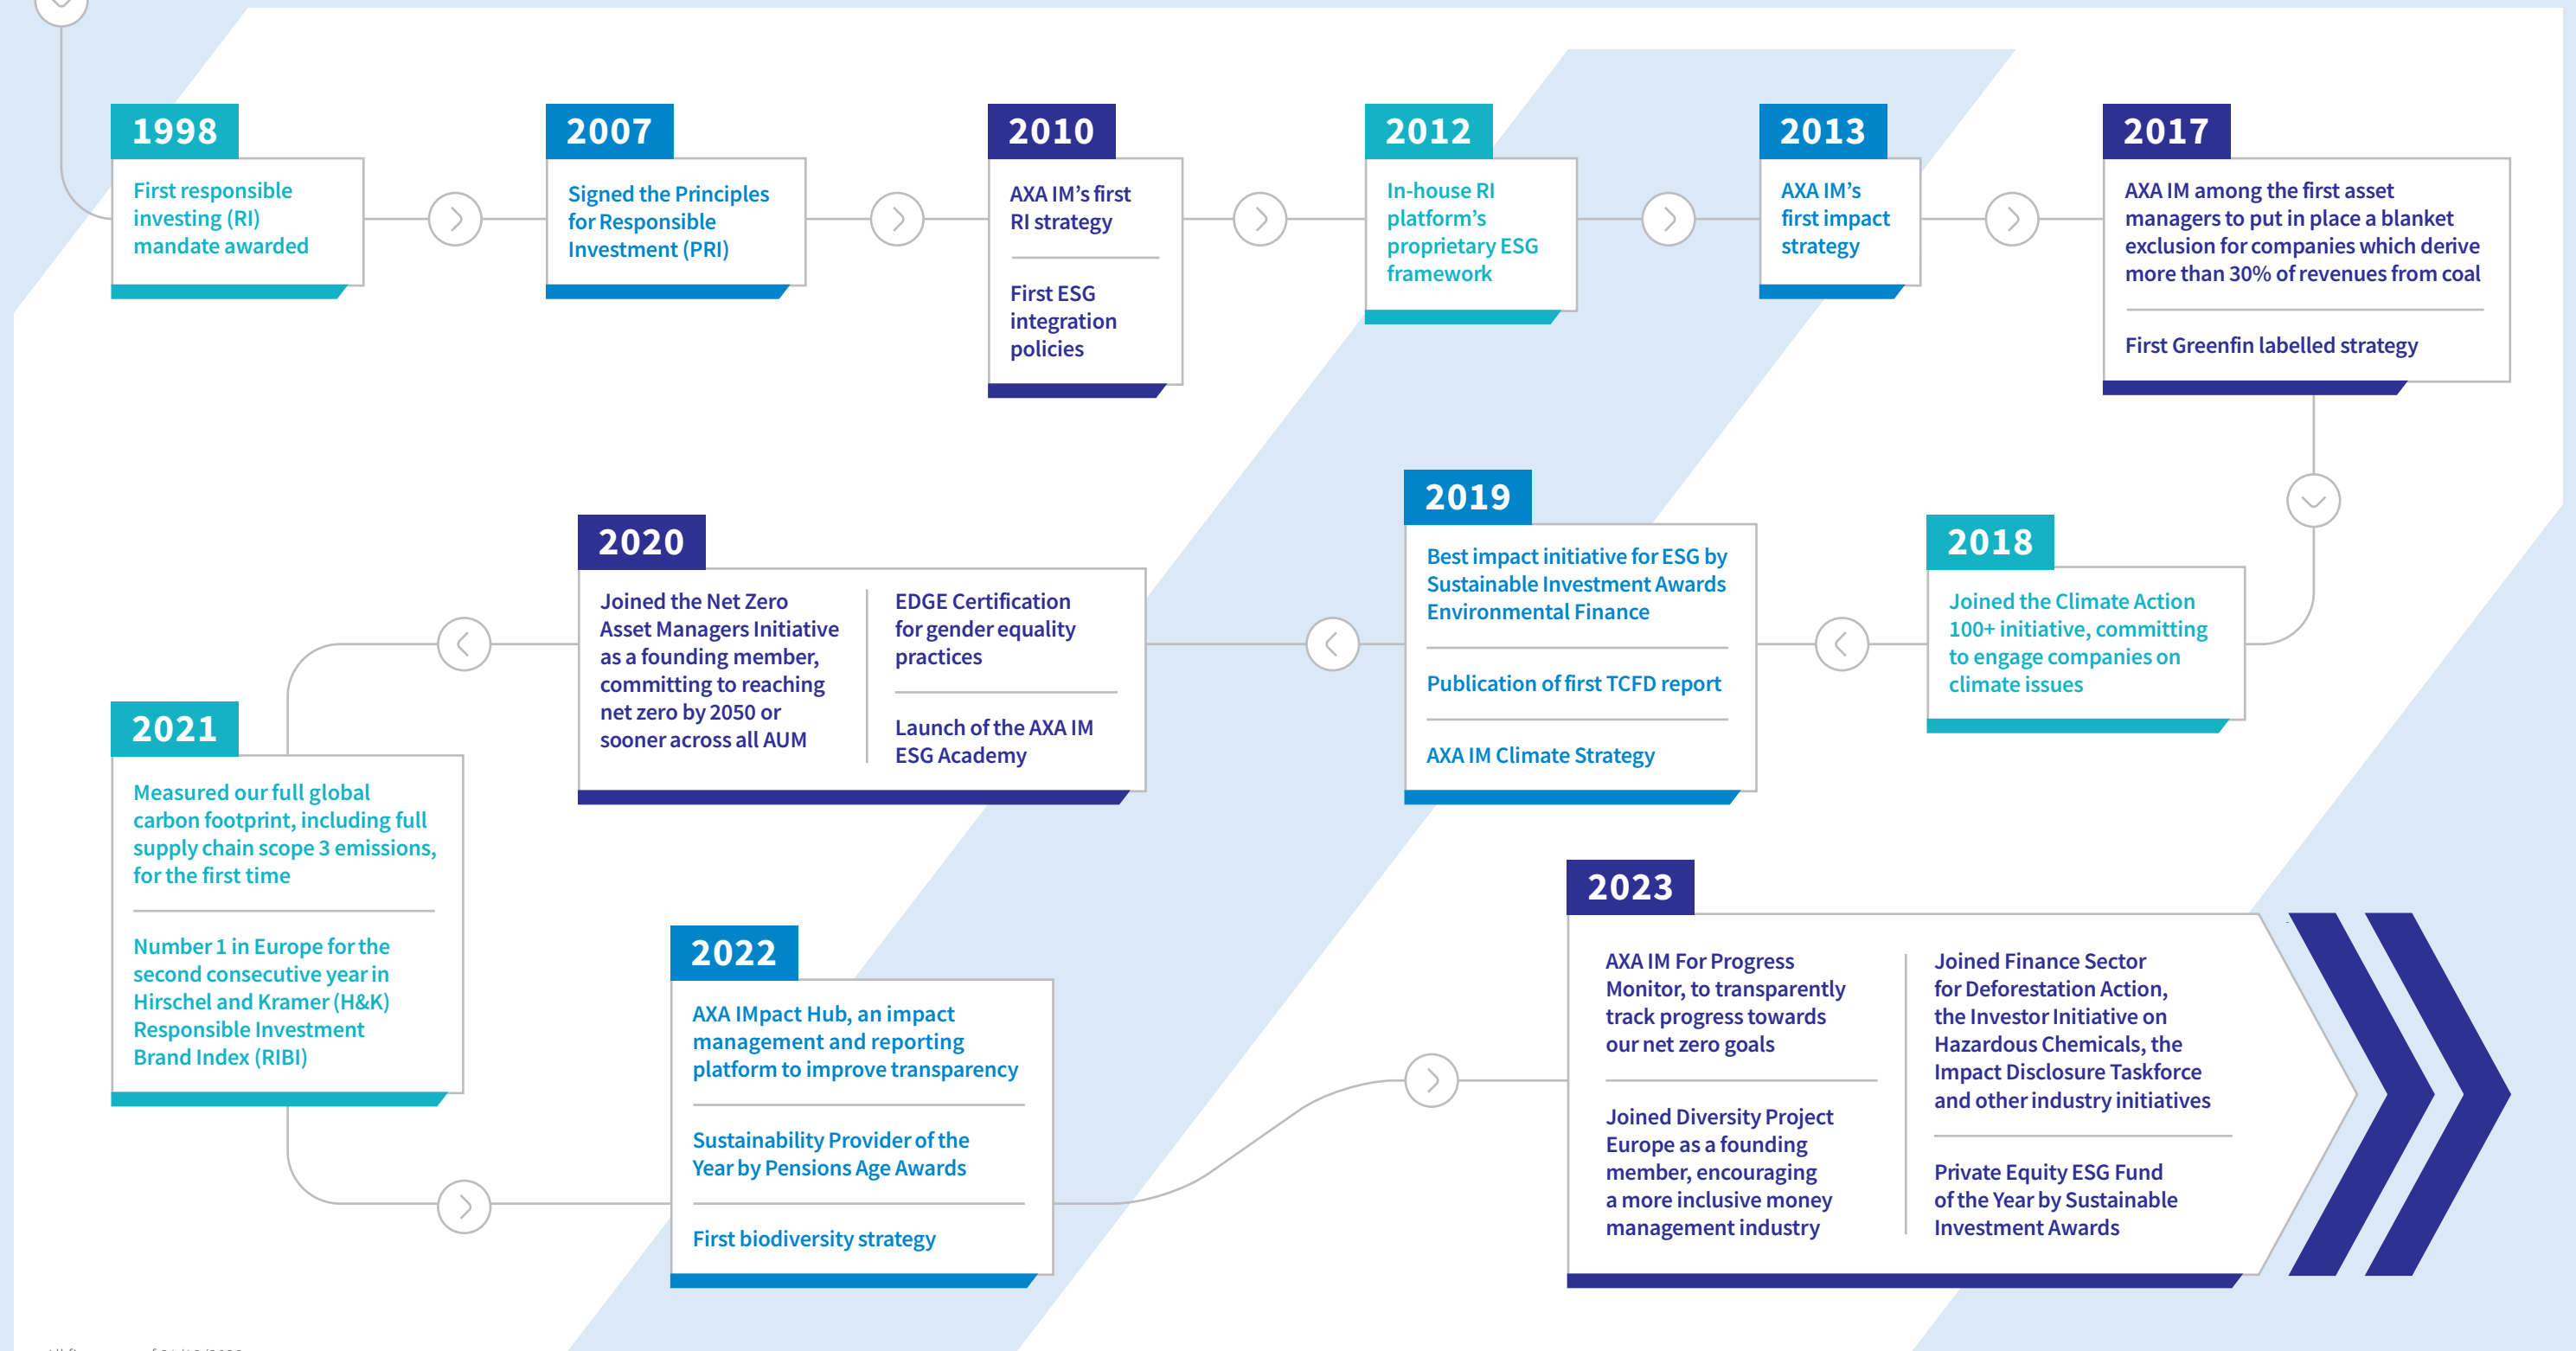 1998
First responsible
investing (RI)
mandate awarded
2007
Signed the Principles
for Responsible
Investment (PRI)
2010
AXA IM’s first
RI strategy
First ESG
integration
policies
2012
In-house RI
platform’s
proprietary ESG
framework
2013
AXA IM’s
first impact
strategy
2017
AXA IM among the first asset
managers to put in place a blanket
exclusion for companies which derive
more than 30% of revenues from coal
First Greenfin labelled strategy
2018
Joined the Climate Action
100+ initiative, committing
to engage companies on
climate issues
2019
Best impact initiative for ESG by
Sustainable Investment Awards
Environmental Finance
Publication of first TCFD report
AXA IM Climate Strategy
2020
Joined the Net Zero
Asset Managers Initiative
as a founding member,
committing to reaching
net zero by 2050 or
sooner across all AUM
EDGE Certification
for gender equality
practices
Launch of the AXA IM
ESG Academy
2021
Measured our full global
carbon footprint, including full
supply chain scope 3 emissions,
for the first time
Number 1 in Europe for the
second consecutive year in
Hirschel and Kramer (H&K)
Responsible Investment
Brand Index (RIBI)
2022
AXA IMpact Hub, an impact
management and reporting
platform to improve transparency
Sustainability Provider of the
Year by Pensions Age Awards
First biodiversity strategy
2023
AXA IM For Progress
Monitor, to transparently
track progress towards
our net zero goals
Joined Diversity Project
Europe as a founding
member, encouraging
a more inclusive money
management industry
Joined Finance Sector
for Deforestation Action,
the Investor Initiative on
Hazardous Chemicals, the
Impact Disclosure Taskforce
and other industry initiatives
Private Equity ESG Fund
of the Year by Sustainable
Investment Awards